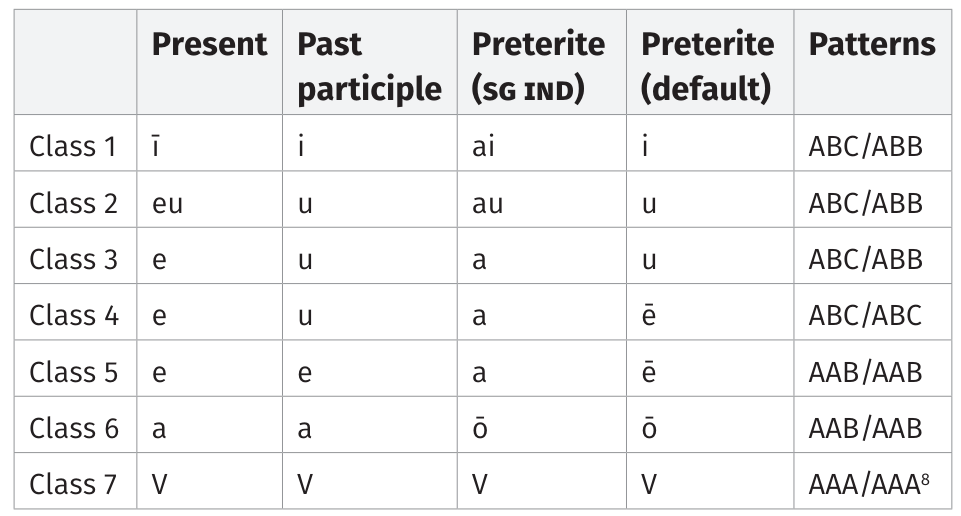 Present Past participle Preterite (SG IND) Preterite (default) Patterns
Class 1 ī i ai i ABC/ABB
Class 2 eu u au u ABC/ABB
Class 3 e u a u ABC/ABB
Class 4 e u a ē ABC/ABC
Class 5 e e a ē AAB/AAB
Class 6 a a ō ō AAB/AAB
Class 7 V V V V AAA/AAA⁸